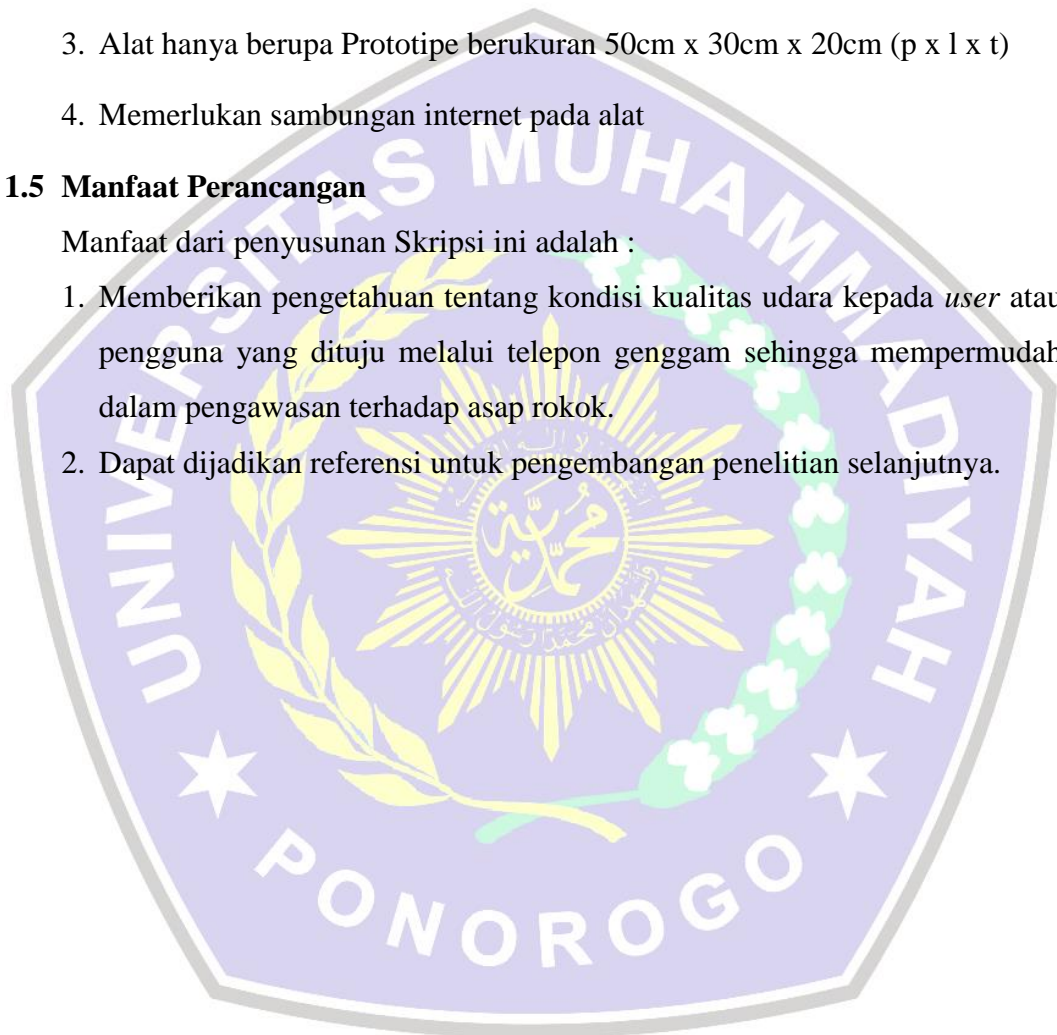 3. Alat hanya berupa Prototipe berukuran 50cm x 30cm x 20cm (p x l x t)
4. Memerlukan sambungan internet pada alat
1.5 Manfaat Perancangan
Manfaat dari penyusunan Skripsi ini adalah :
1. Memberikan pengetahuan tentang kondisi kualitas udara kepada user atau
pengguna yang dituju melalui telepon genggam sehingga mempermudah
dalam pengawasan terhadap asap rokok.
2. Dapat dijadikan referensi untuk pengembangan penelitian selanjutnya.
UNIVERSITAS MUHAMMADIYAH
PONOROGO
محمدية